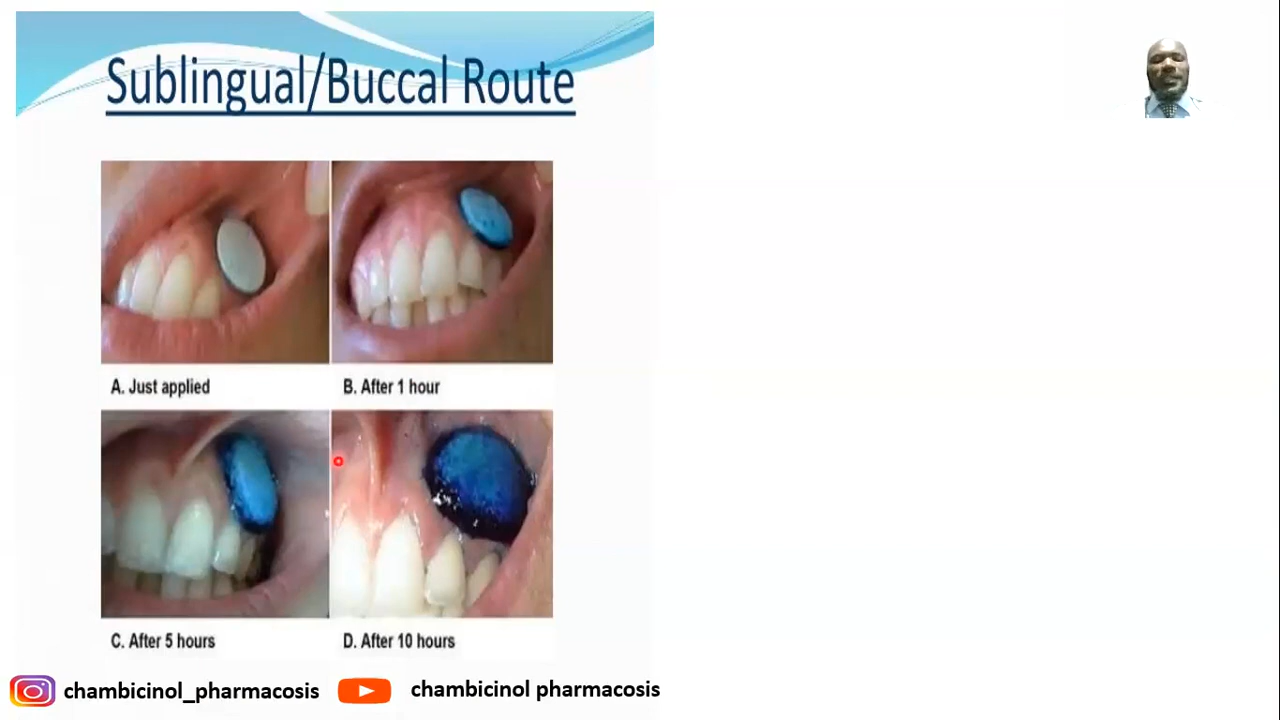 Sublingual/Buccal Route
A. Just applied
B. After 1 hour
C. After 5 hours
D. After 10 hours
chambicinol_pharmacosis
chambicinol pharmacosis